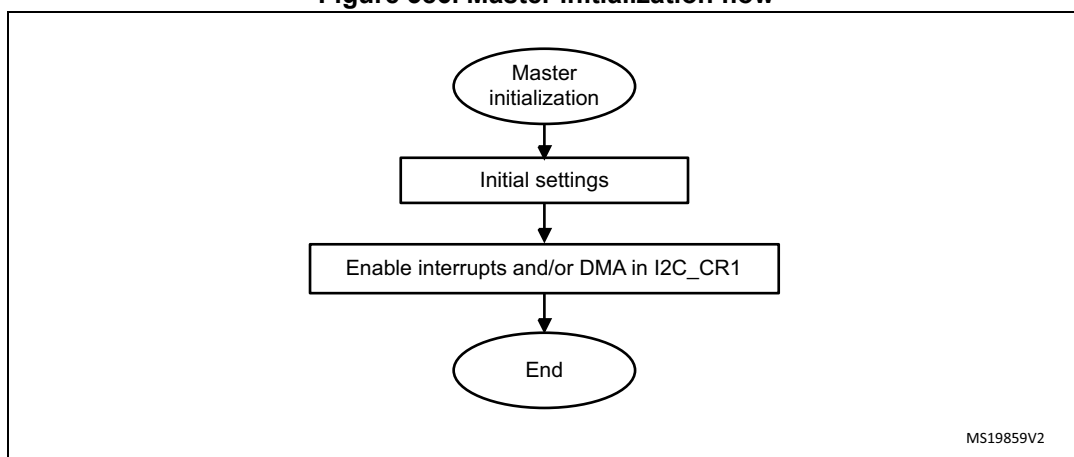 Master
initialization
Initial settings
Enable interrupts and/or DMA in I2C_CR1
End
MS19859V2